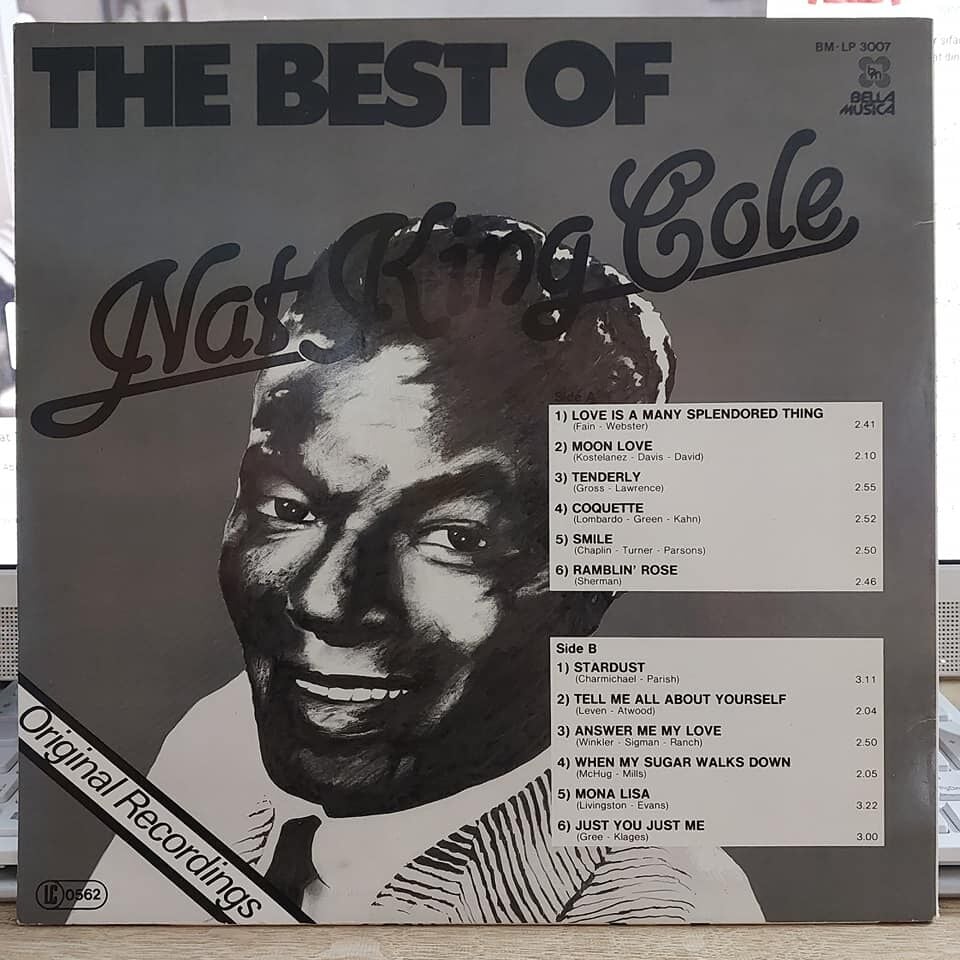 THE BEST OF
BM-LP 3007
bm
BELLA
MUSICA
Nat King Cole
Side A
1) LOVE IS A MANY SPLENDORED THING
(Fain - Webster) 2.41
2) MOON LOVE
(Kostelanez - Davis - David) 2.10
3) TENDERLY
(Gross - Lawrence) 2.55
4) COQUETTE
(Lombardo - Green - Kahn) 2.52
5) SMILE
(Chaplin - Turner - Parsons) 2.50
6) RAMBLIN' ROSE
(Sherman) 2.46
Side B
1) STARDUST
(Carmichael - Parish) 3.11
2) TELL ME ALL ABOUT YOURSELF
(Leven - Atwood) 2.04
3) ANSWER ME MY LOVE
(Winkler - Sigman - Ranch) 2.50
4) WHEN MY SUGAR WALKS DOWN
(McHug - Mills) 2.05
5) MONA LISA
(Livingston - Evans) 3.22
6) JUST YOU JUST ME
(Gree - Klages) 3.00
Original Recordings
LC 0562